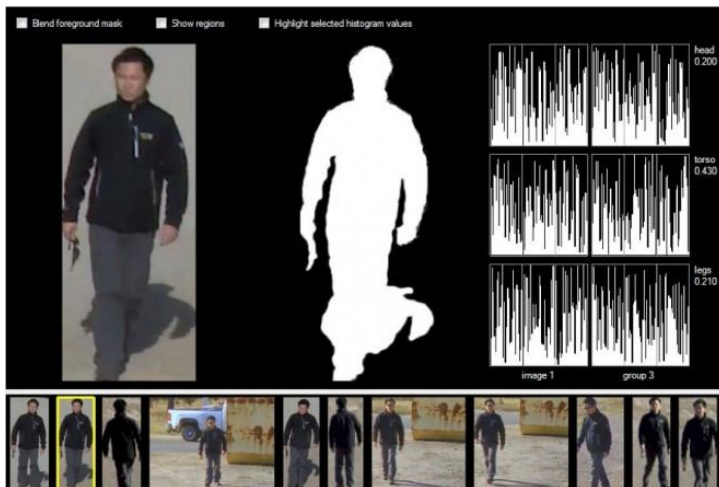 Blend foreground mask
Show regions
Highlight selected histogram values
head
0.200
torso
0.430
legs
0.210
image 1
group 3